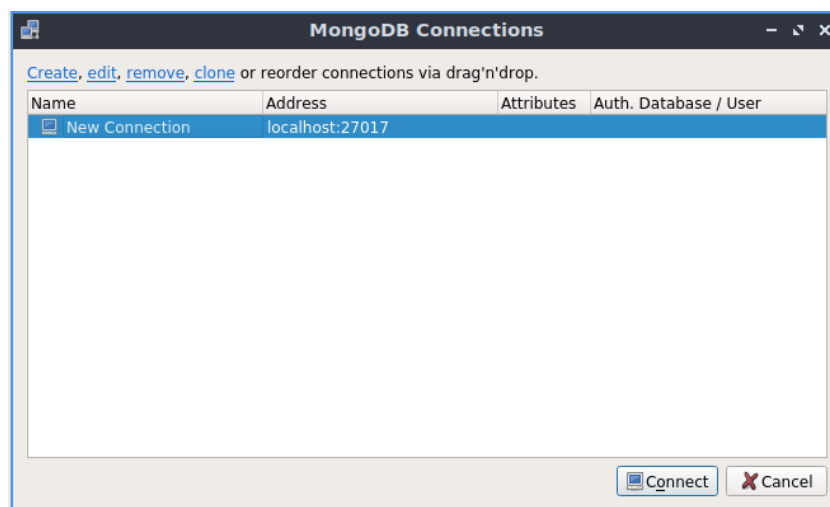 MongoDB Connections
Create, edit, remove, clone or reorder connections via drag'n'drop.
Name Address Attributes Auth. Database / User
New Connection localhost:27017
Connect Cancel